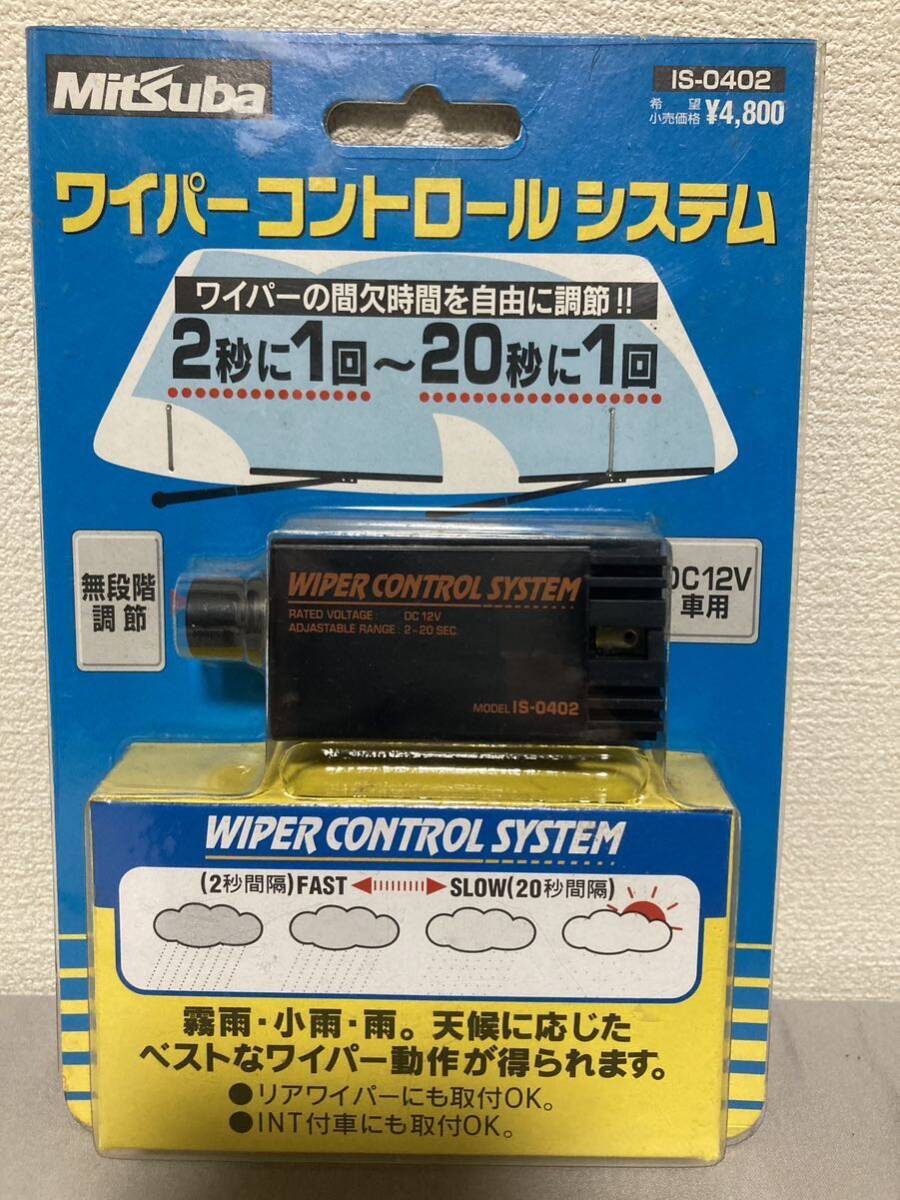 Mitsuba
IS-0402
希望
小売価格 ¥4,800
ワイパーコントロールシステム
ワイパーの間欠時間を自由に調節!!
2秒に1回〜20秒に1回
無段階
調節
DC12V
車用
WIPER CONTROL SYSTEM
RATED VOLTAGE : DC 12V
ADJASTABLE RANGE : 2-20 SEC.
MODEL IS-0402
WIPER CONTROL SYSTEM
(2秒間隔)FAST SLOW(20秒間隔)
霧雨・小雨・雨。天候に応じた
ベストなワイパー動作が得られます。
●リアワイパーにも取付OK。
●INT付車にも取付OK。